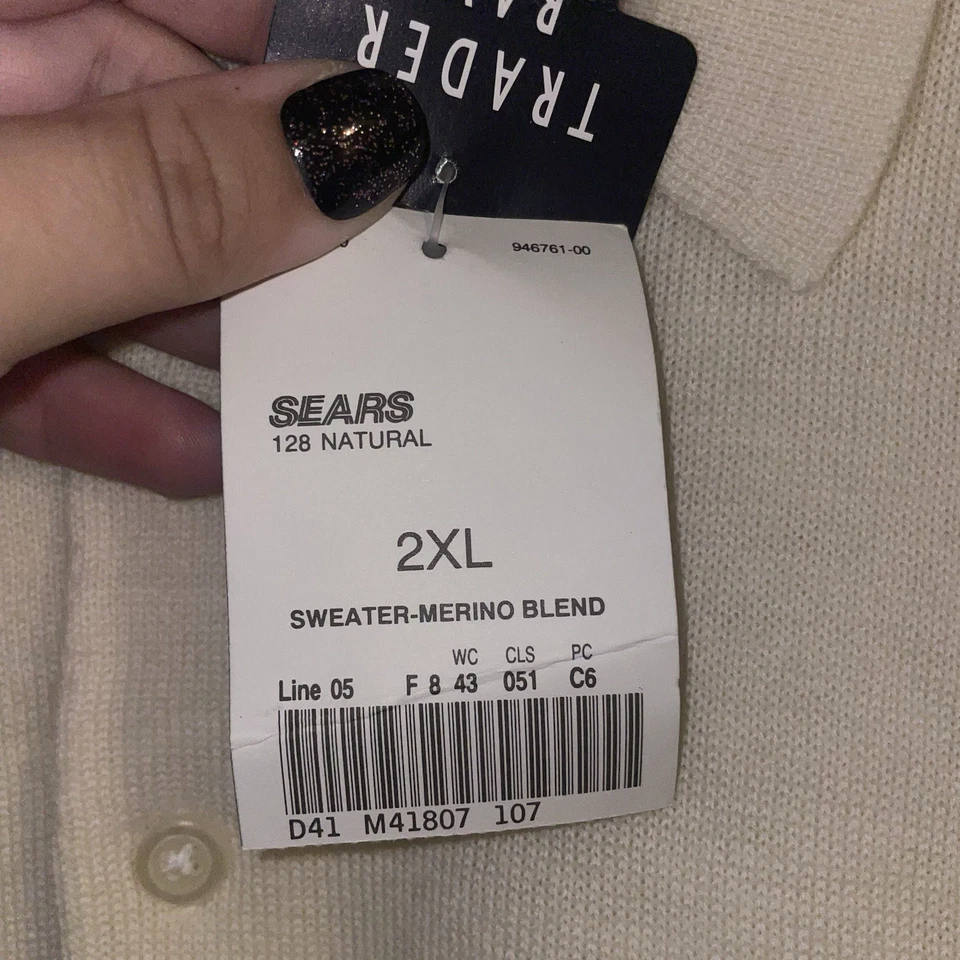 TRADER
946761-00
SEARS
128 NATURAL
2XL
SWEATER-MERINO BLEND
WC CLS PC
Line 05 F 8 43 051 C6
D41 M41807 107